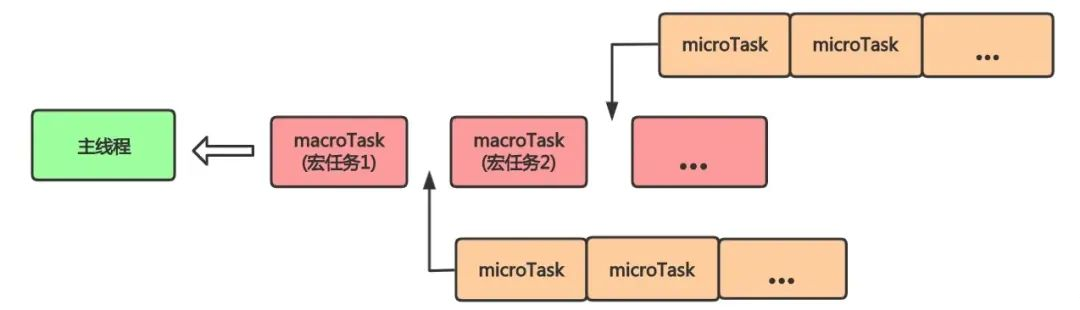 microTask microTask ...
主线程
macroTask
(宏任务1)
macroTask
(宏任务2)
...
microTask microTask ...